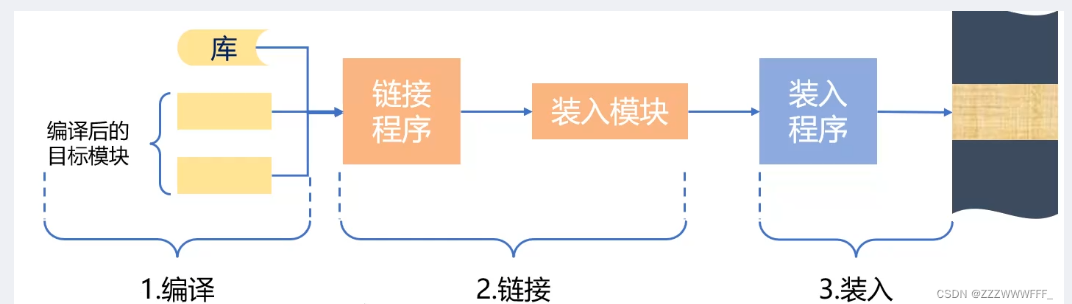 库
编译后的
目标模块
链接
程序
装入模块
装入
程序
1.编译
2.链接
3.装入
CSDN @ZZZWWWFFF_